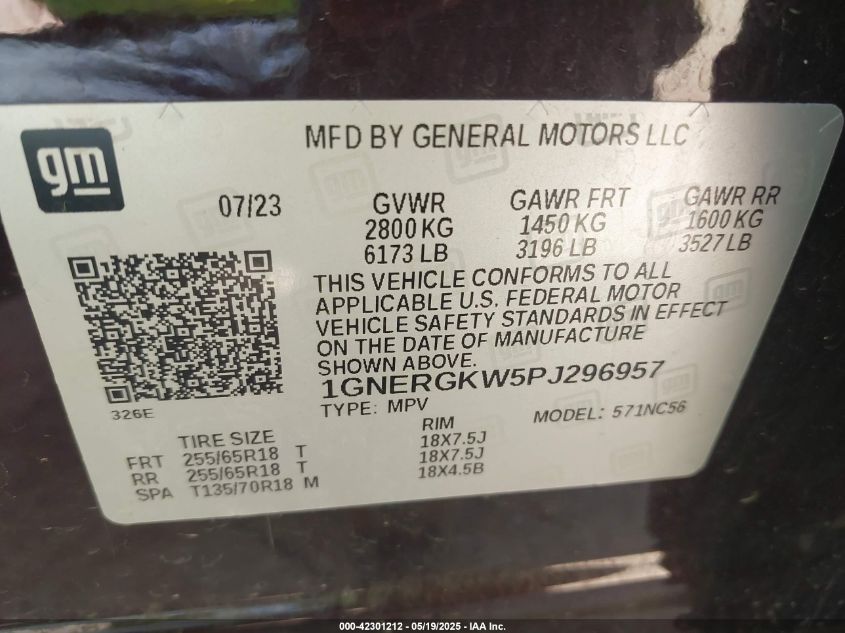 gm
MFD BY GENERAL MOTORS LLC
07/23
GVWR GAWR FRT GAWR RR
2800 KG 1450 KG 1600 KG
6173 LB 3196 LB 3527 LB
THIS VEHICLE CONFORMS TO ALL
APPLICABLE U.S. FEDERAL MOTOR
VEHICLE SAFETY STANDARDS IN EFFECT
ON THE DATE OF MANUFACTURE
SHOWN ABOVE.
1GNERGKW5PJ296957
326E
TYPE: MPV MODEL: 571NC56
TIRE SIZE RIM
FRT 255/65R18 T 18X7.5J
RR 255/65R18 T 18X7.5J
SPA T135/70R18 M 18X4.5B
000-42301212 - 05/19/2025 - IAA Inc.